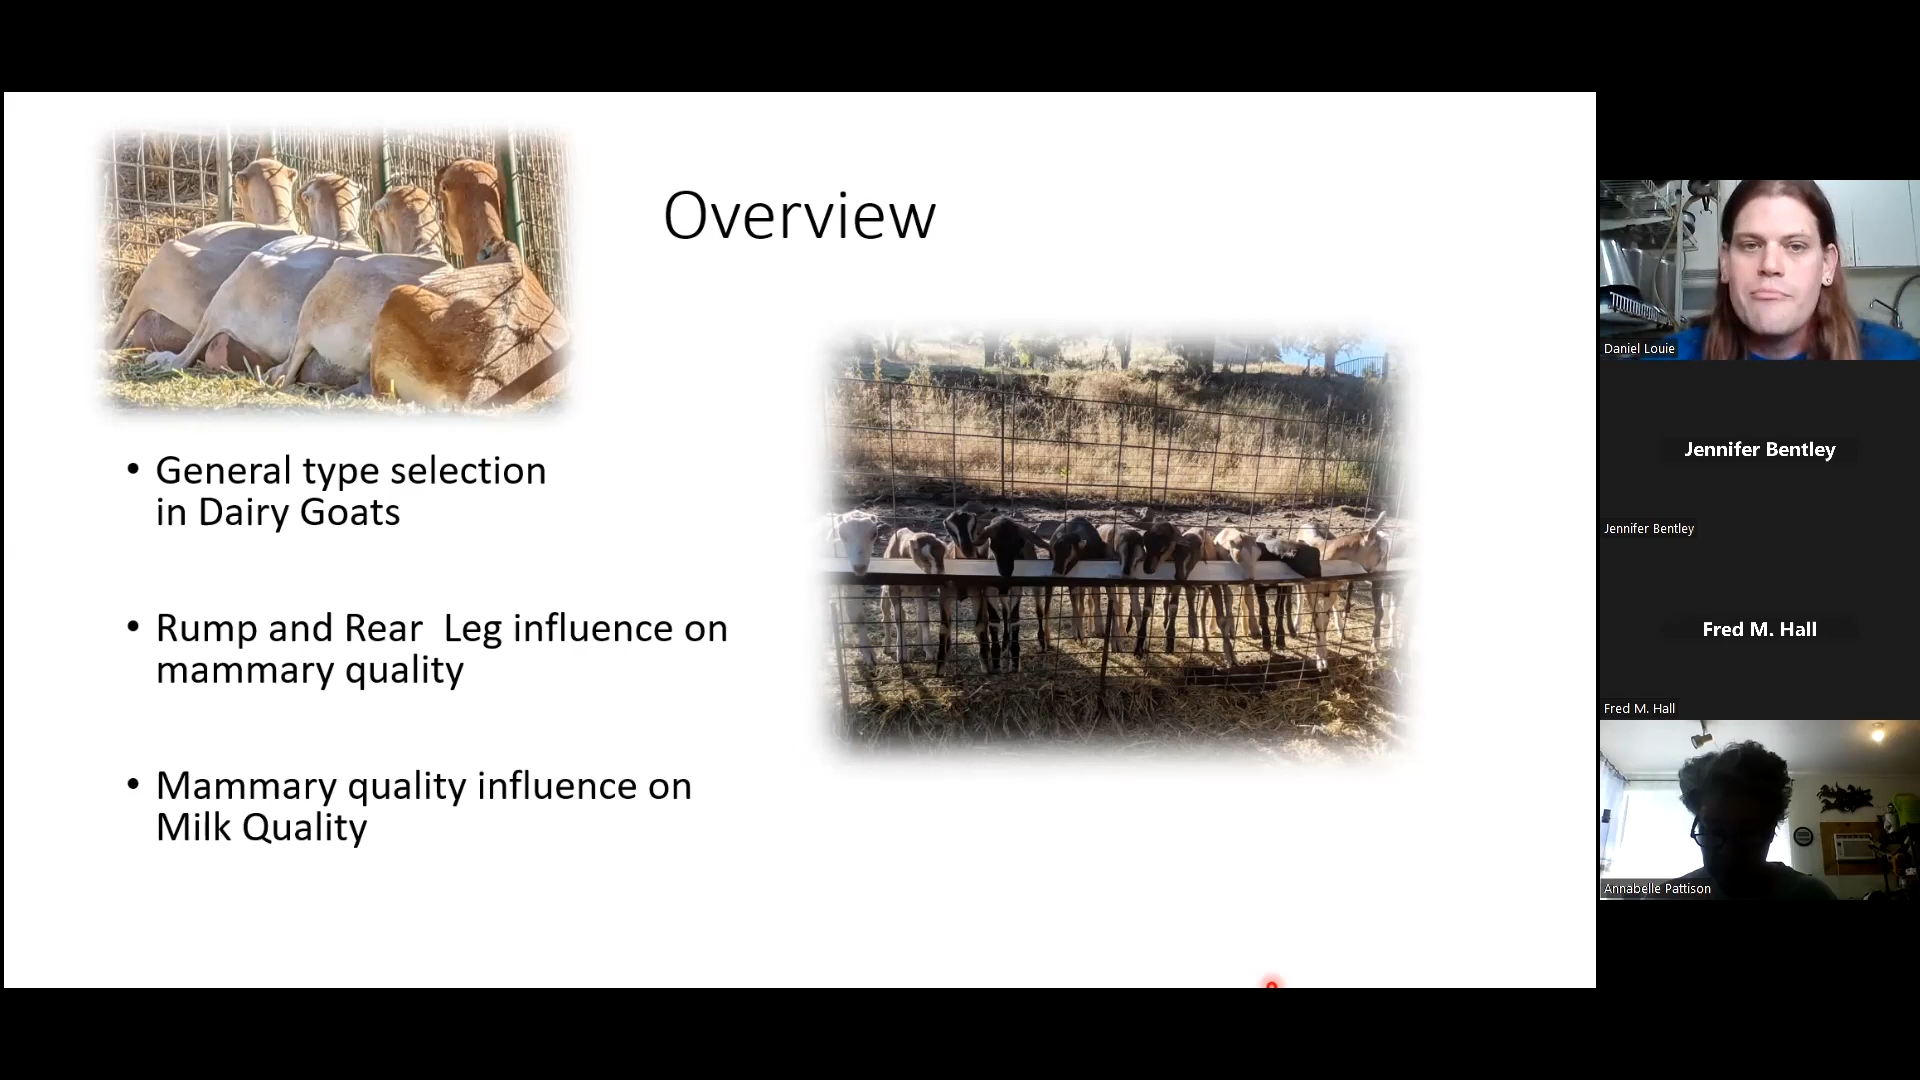 Overview
• General type selection
in Dairy Goats
• Rump and Rear  Leg influence on
mammary quality
• Mammary quality influence on
Milk Quality
Daniel Louie
Jennifer Bentley
Jennifer Bentley
Fred M. Hall
Fred M. Hall
Annabelle Pattison